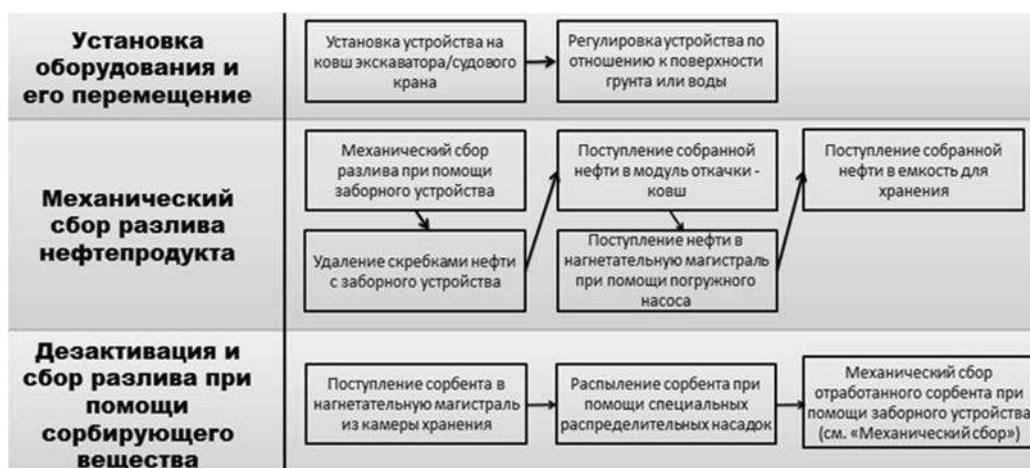 Установка
оборудования и
его перемещение
Установка устройства на
ковш экскаватора/судового
крана
Регулировка устройства по
отношению к поверхности
грунта или воды
Механический
сбор разлива
нефтепродукта
Механический сбор
разлива при помощи
заборного устройства
Удаление скребками нефти
с заборного устройства
Поступление собранной
нефти в модуль откачки -
ковш
Поступление нефти в
нагнетательную магистраль
при помощи погружного
насоса
Поступление собранной
нефти в емкость для
хранения
Дезактивация и
сбор разлива при
помощи
сорбирующего
вещества
Поступление сорбента в
нагнетательную магистраль
из камеры хранения
Распыление сорбента при
помощи специальных
распределительных насадок
Механический сбор
отработанного сорбента при
помощи заборного устройства
(см. «Механический сбор»)